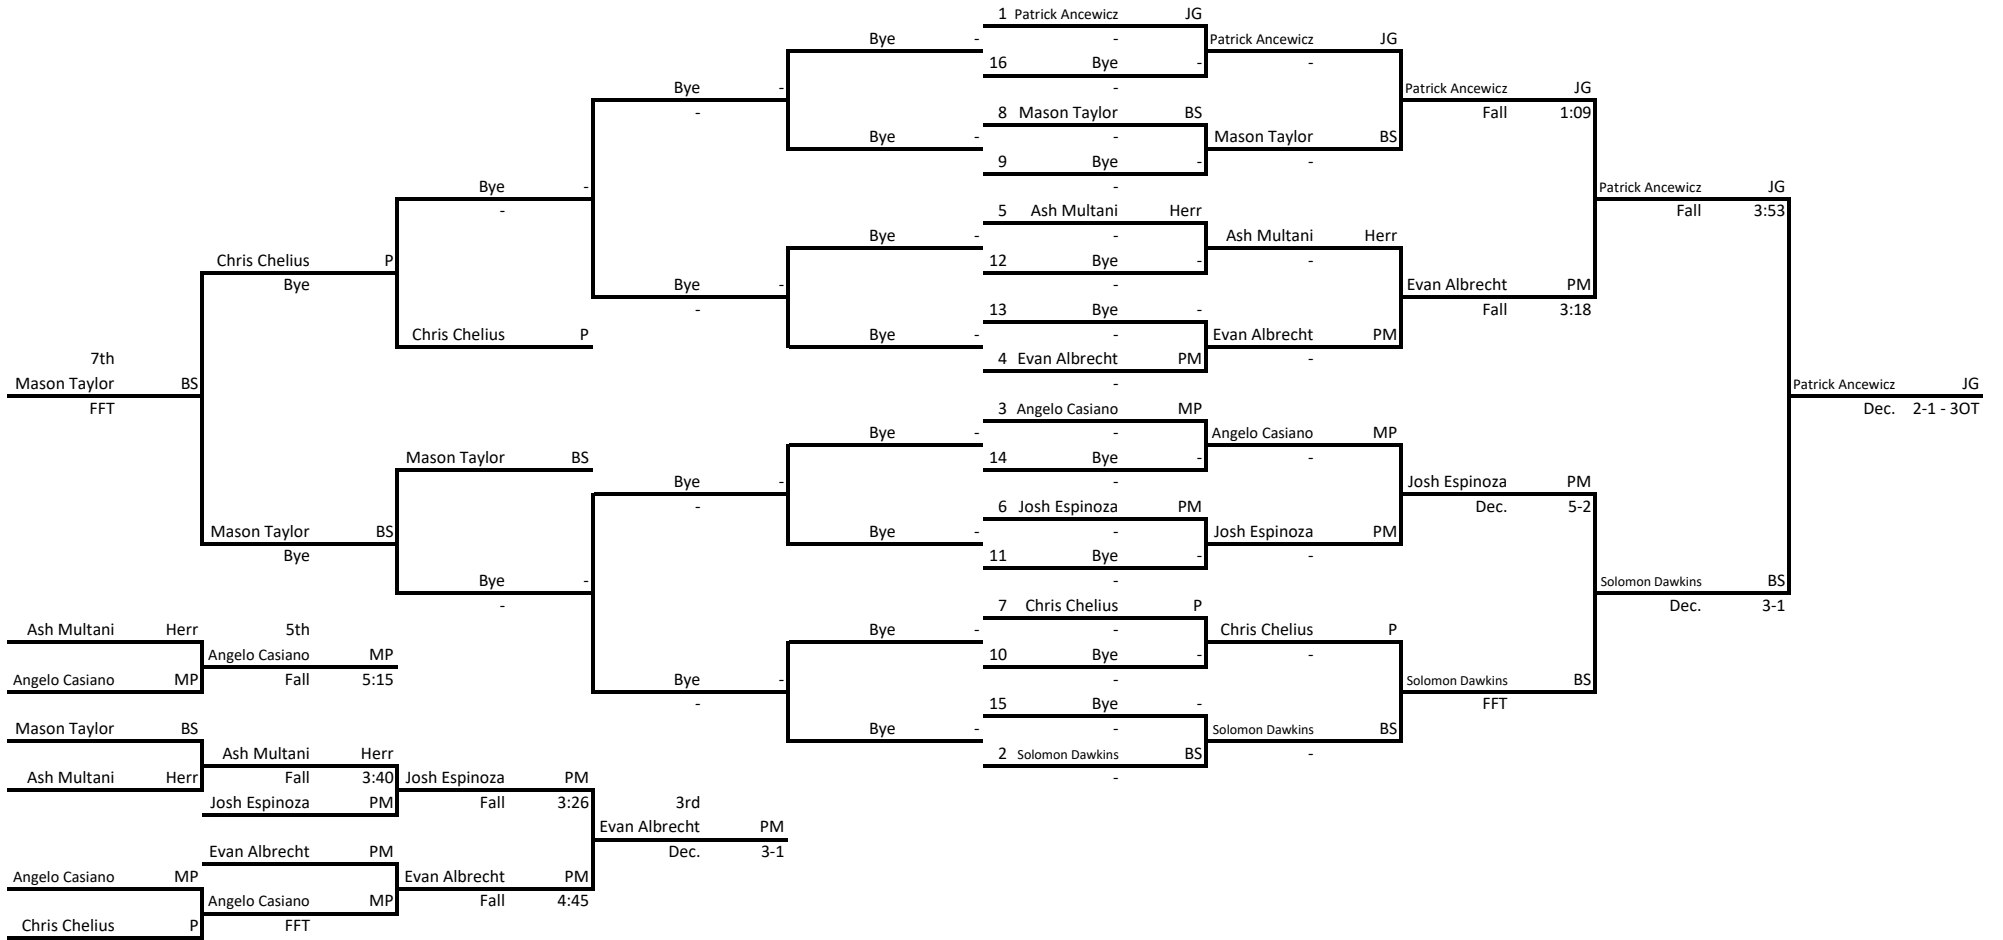 1 Patrick Ancewicz JG
Bye - - Patrick Ancewicz JG
16 Bye - -
Bye - - Patrick Ancewicz JG
- 8 Mason Taylor BS Fall 1:09
Bye - - Mason Taylor BS
9 Bye - -
Bye - - Patrick Ancewicz JG
- 5 Ash Multani Herr Fall 3:53
Bye - - Ash Multani Herr
Chris Chelius P 12 Bye - -
Bye Bye - - Evan Albrecht PM
- 13 Bye - Fall 3:18
Chris Chelius P Bye - - Evan Albrecht PM
7th 4 Evan Albrecht PM -
Mason Taylor BS - Patrick Ancewicz JG
FFT 3 Angelo Casiano MP Dec. 2-1 - 3OT
Bye - - Angelo Casiano MP
Mason Taylor BS 14 Bye - -
Bye - - Josh Espinoza PM
- 6 Josh Espinoza PM Dec. 5-2
Mason Taylor BS Bye - - Josh Espinoza PM
Bye 11 Bye - -
Bye - - Solomon Dawkins BS
- 7 Chris Chelius P Dec. 3-1
Ash Multani Herr 5th Bye - - Chris Chelius P
Angelo Casiano MP 10 Bye - -
Angelo Casiano MP Fall 5:15 Bye - - Solomon Dawkins BS
- 15 Bye - FFT
Mason Taylor BS Bye - - Solomon Dawkins BS
Ash Multani Herr 2 Solomon Dawkins BS -
Ash Multani Herr Fall 3:40 Josh Espinoza PM -
Josh Espinoza PM Fall 3:26 3rd
Evan Albrecht PM
Evan Albrecht PM Dec. 3-1
Angelo Casiano MP Evan Albrecht PM
Angelo Casiano MP Fall 4:45
Chris Chelius P FFT